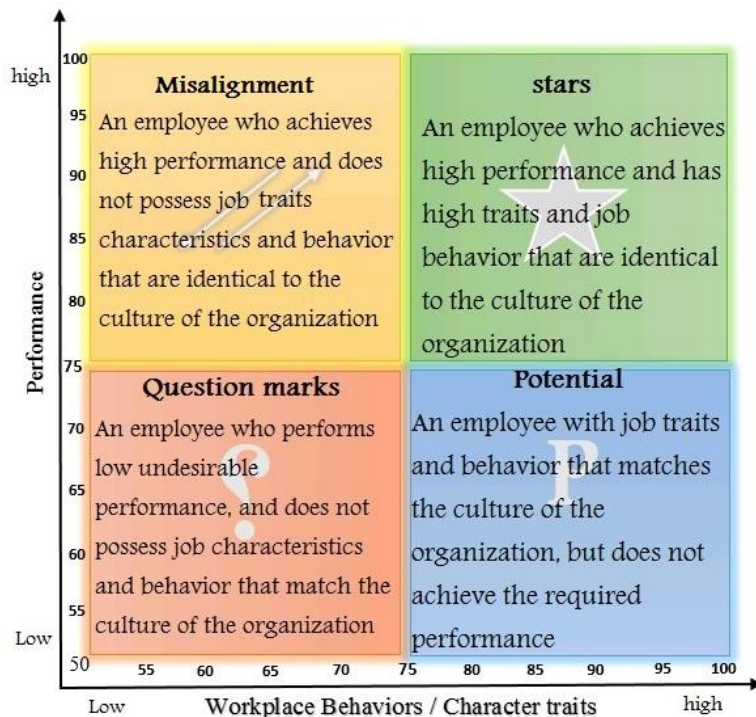 100
high
95
90
85
80
Performance
75
70
65
60
55
Low
50
Misalignment
An employee who achieves
high performance and does
not possess job traits
characteristics and behavior
that are identical to the
culture of the organization
stars
An employee who achieves
high performance and has
high traits and job
behavior that are identical
to the culture of the
organization
Question marks
An employee who performs
low undesirable
performance, and does not
possess job characteristics
and behavior that match the
culture of the organization
?
Potential
An employee with job traits
and behavior that matches
the culture of the
organization, but does not
achieve the required
performance
P
55 60 65 70 75 80 85 90 95 100
Low Workplace Behaviors / Character traits high